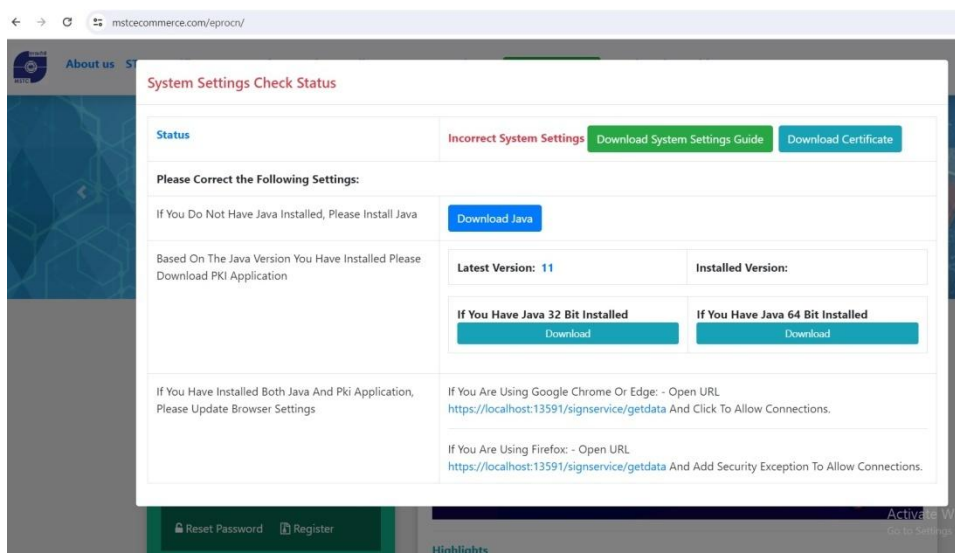 mstcecommerce.com/eprocn/
MSTC
About us
System Settings Check Status
Status
Incorrect System Settings
Download System Settings Guide
Download Certificate
Please Correct the Following Settings:
If You Do Not Have Java Installed, Please Install Java
Download Java
Based On The Java Version You Have Installed Please
Download PKI Application
Latest Version: 11
Installed Version:
If You Have Java 32 Bit Installed
Download
If You Have Java 64 Bit Installed
Download
If You Have Installed Both Java And Pki Application,
Please Update Browser Settings
If You Are Using Google Chrome Or Edge: - Open URL
https://localhost:13591/signservice/getdata And Click To Allow Connections.
If You Are Using Firefox: - Open URL
https://localhost:13591/signservice/getdata And Add Security Exception To Allow Connections.
Reset Password
Register
Highlights
Activate W
Go to Settings